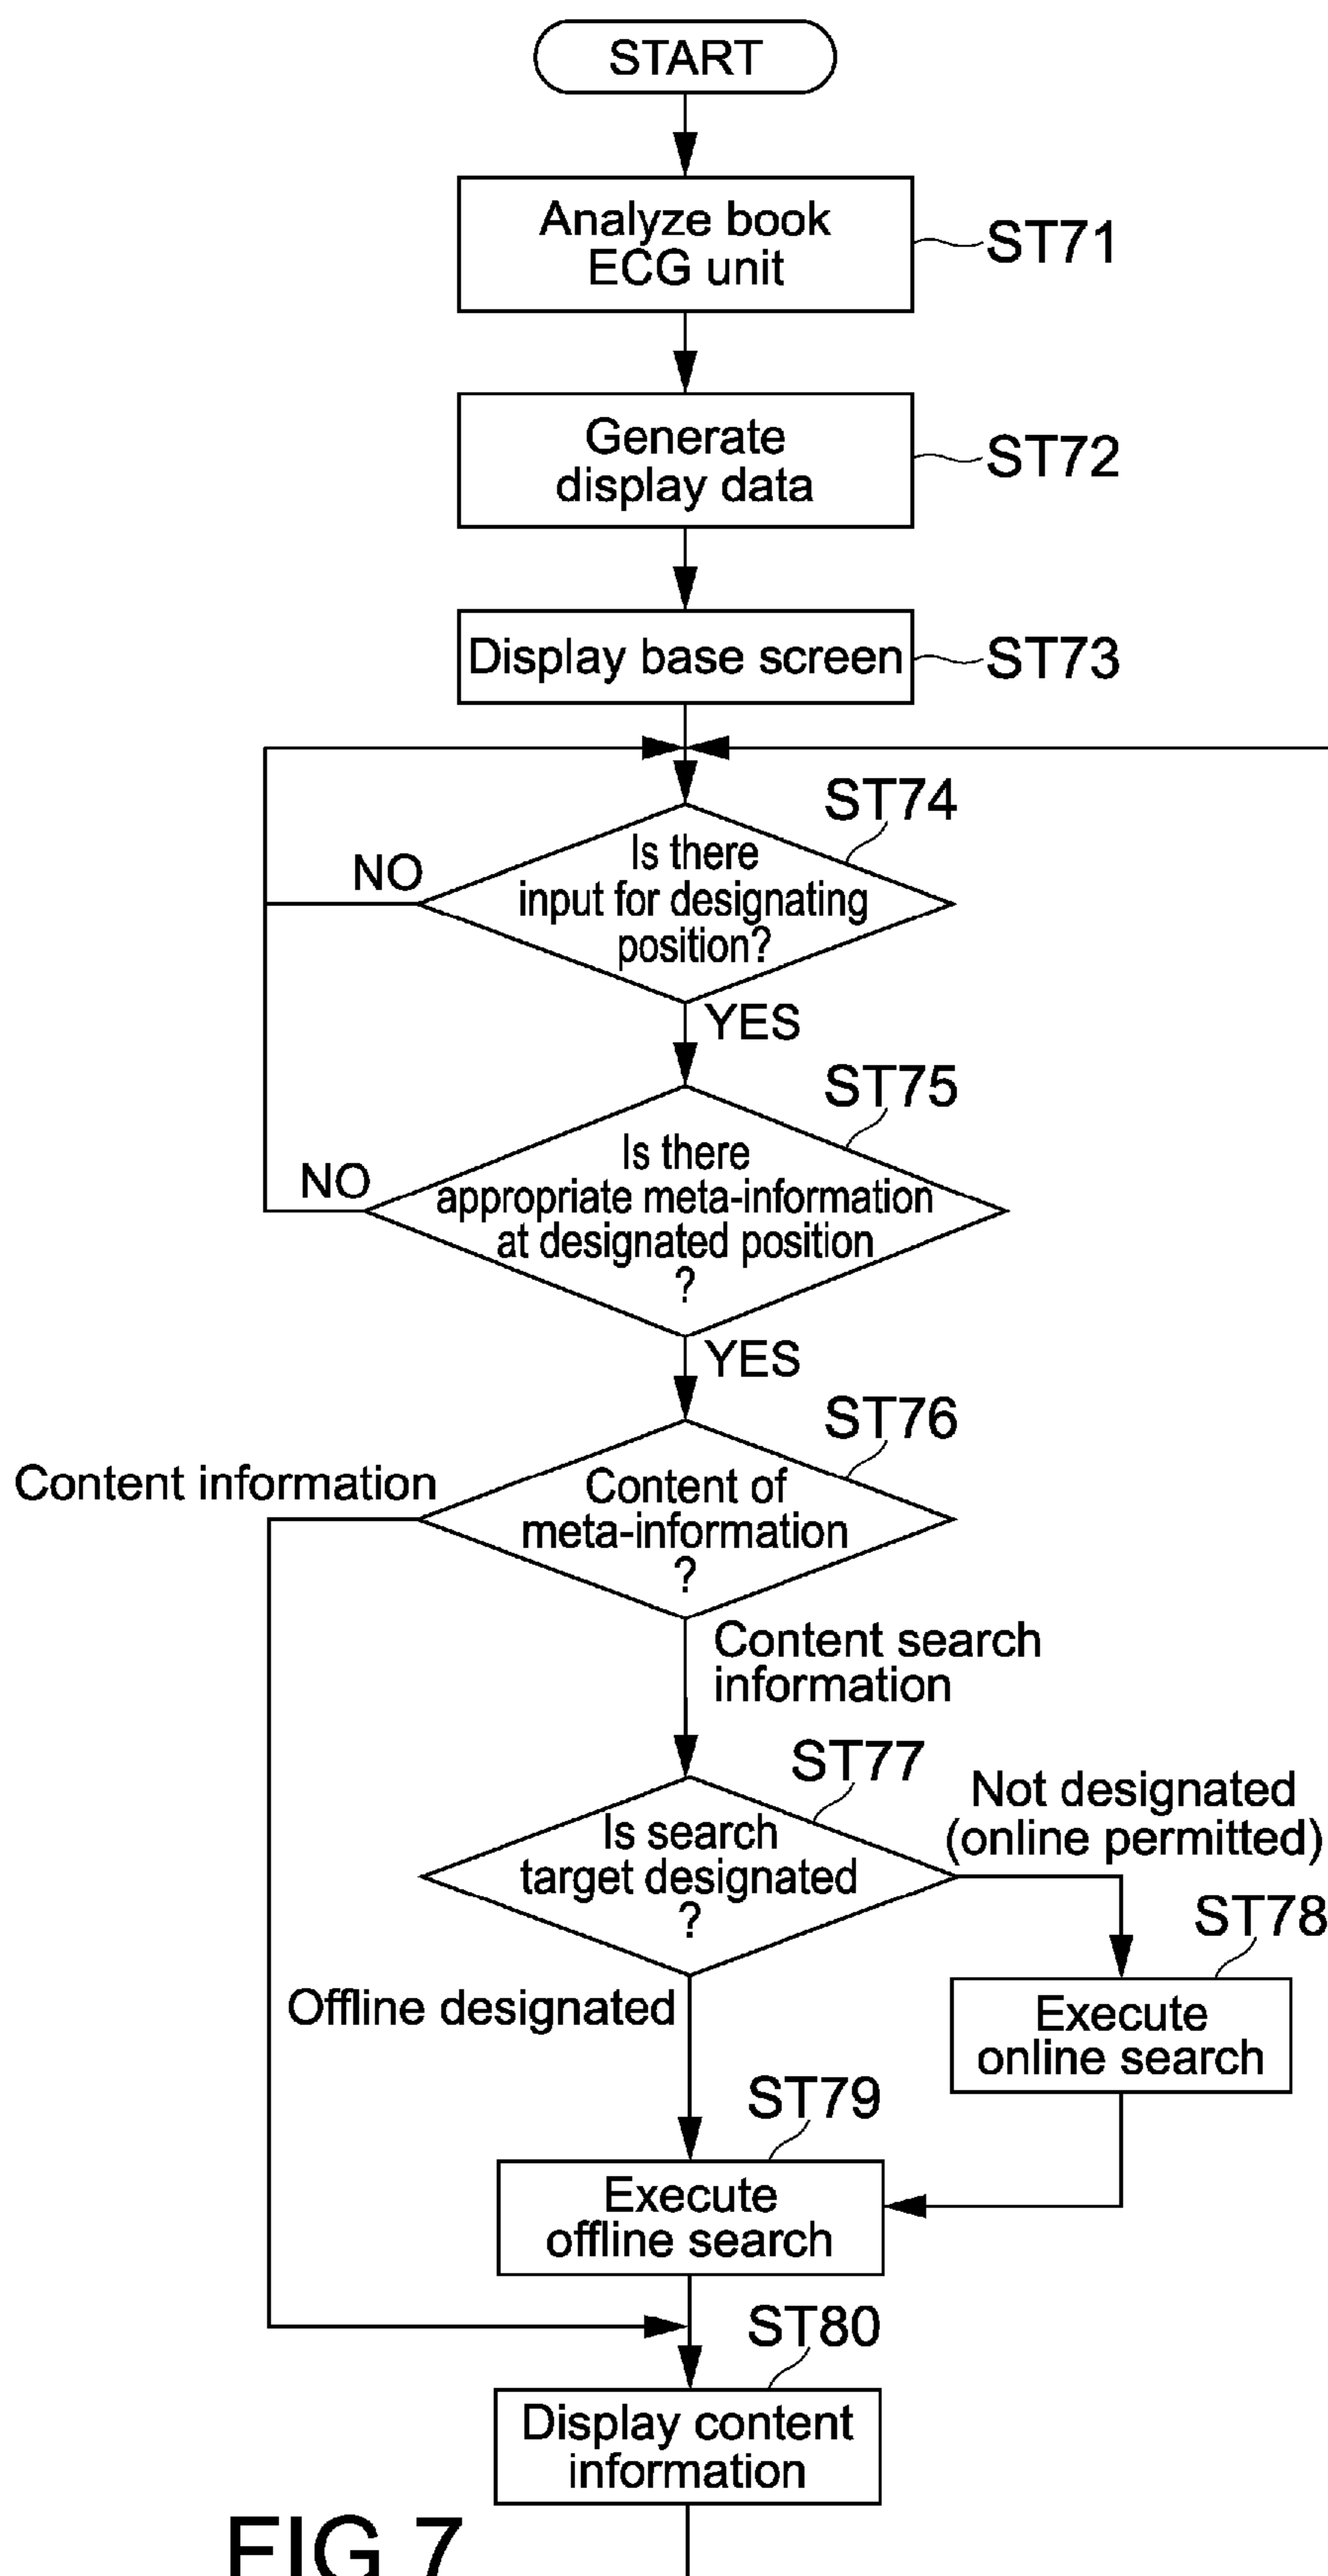 START
Analyze book
ECG unit
ST71
Generate
display data
ST72
Display base screen
ST73
ST74
Is there
input for designating
position?
NO
YES
ST75
Is there
appropriate meta-information
at designated position
?
NO
YES
ST76
Content information
Content of
meta-information
?
Content search
information
ST77
Is search
target designated
?
Not designated
(online permitted)
ST78
Offline designated
Execute
online search
ST79
Execute
offline search
ST80
Display content
information
FIG.7